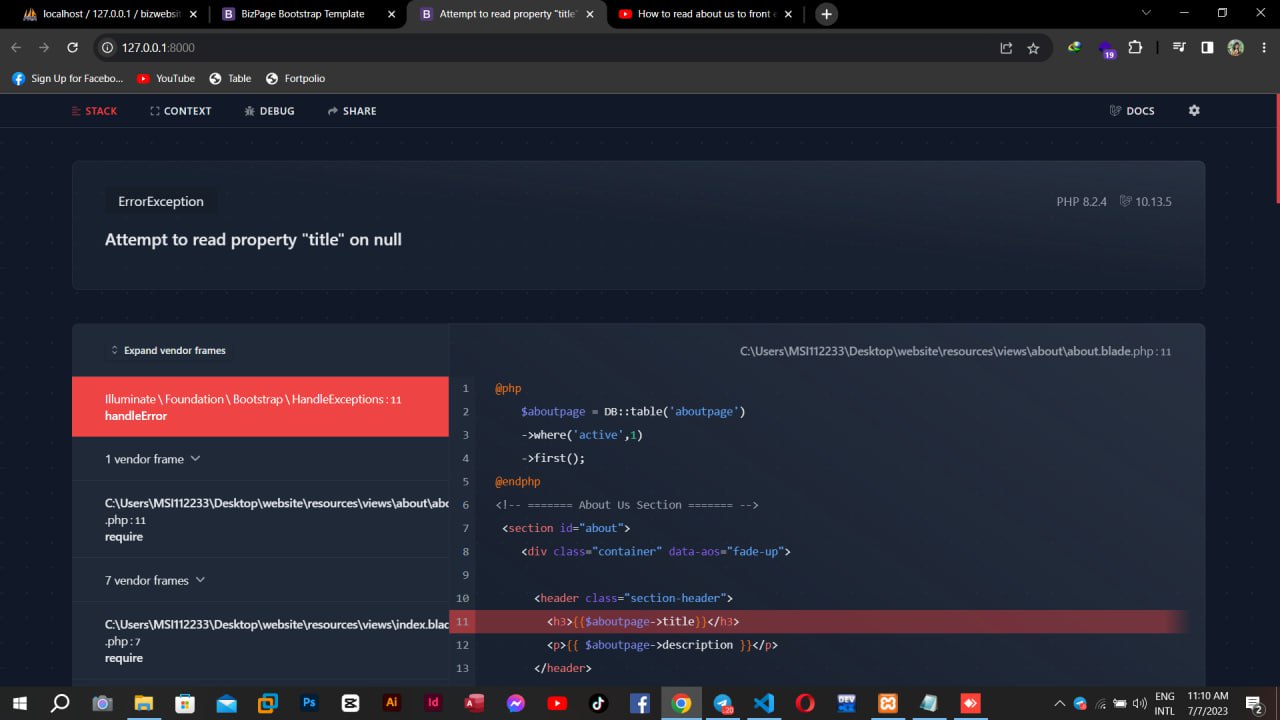 localhost / 127.0.0.1 / bizwebsit
BizPage Bootstrap Template
Attempt to read property "title"
How to read about us to front e
127.0.0.1:8000
19
Sign Up for Facebo...
YouTube
Table
Fortpolio
STACK
CONTEXT
DEBUG
SHARE
DOCS
ErrorException
PHP 8.2.4
10.13.5
Attempt to read property "title" on null
Expand vendor frames
C:\Users\MSI112233\Desktop\website\resources\views\about\about.blade.php : 11
Illuminate \ Foundation \ Bootstrap \ HandleExceptions : 11
handleError
1 vendor frame
C:\Users\MSI112233\Desktop\website\resources\views\about\abo
.php : 11
require
7 vendor frames
C:\Users\MSI112233\Desktop\website\resources\views\index.blad
.php : 7
require
1 @php
2 $aboutpage = DB::table('aboutpage')
3 ->where('active',1)
4 ->first();
5 @endphp
6 <!-- ======= About Us Section ======= -->
7 <section id="about">
8 <div class="container" data-aos="fade-up">
9
10 <header class="section-header">
11 <h3>{{$aboutpage->title}}</h3>
12 <p>{{ $aboutpage->description }}</p>
13 </header>
Ps
Ai
Id
20
DEV
ENG
INTL
11:10 AM
7/7/2023
2